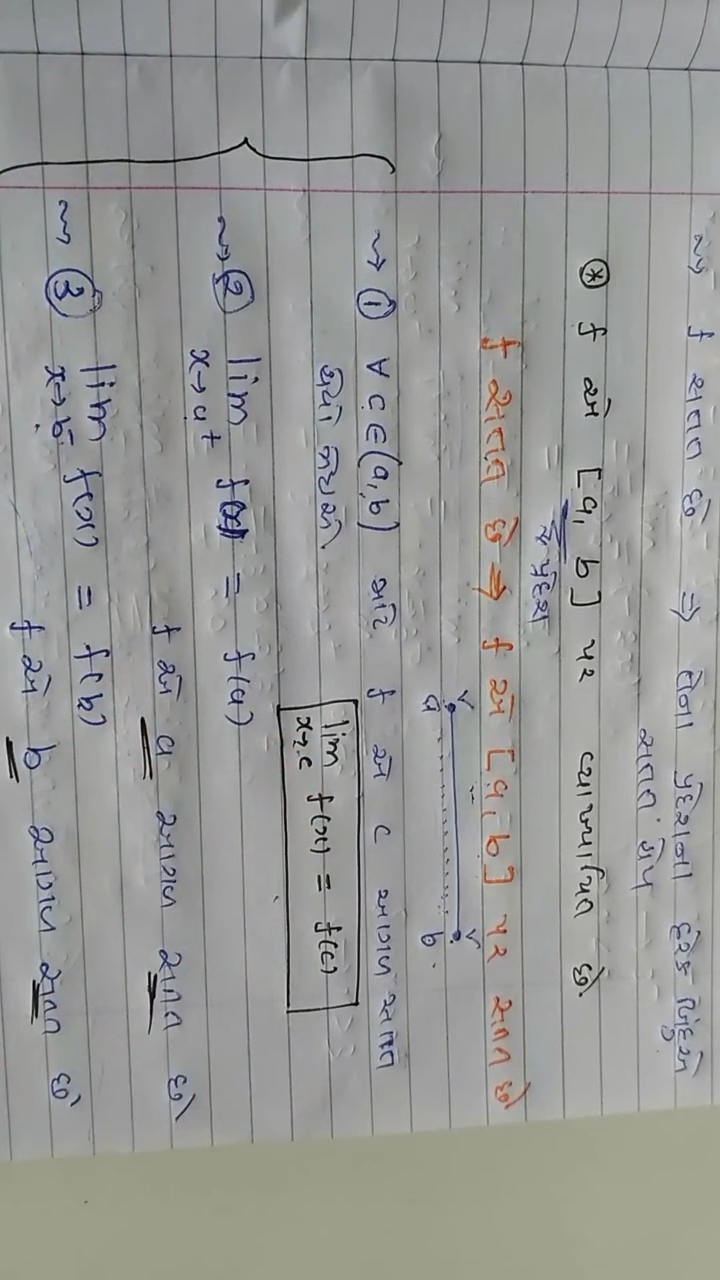 ~> f સતત છે ⇒ તેના પ્રદેશના દરેક બિંદુએ
સતત હોય
⊛ f એ [a, b] પર વ્યાખ્યાયિત છે.
પ્રદેશ
f સતત છે ⇒ f એ [a, b] પર સતત છે
a b.
~> ① ∀ c ∈ (a, b) માટે f એ c આગળ સતત
હોવો જોઈએ.
lim f(x) = f(c)
x→c
~> ② lim f(x) = f(a)
x→a⁺
f એ a આગળ સતત છે
~> ③ lim f(x) = f(b)
x→b⁻
f એ b આગળ સતત છે